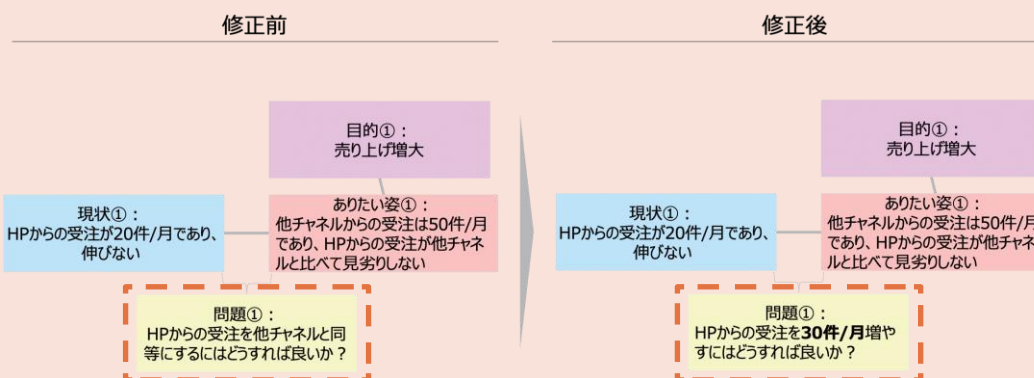 修正前
目的①：
売り上げ増大
現状①：
HPからの受注が20件/月であり、
伸びない
ありたい姿①：
他チャネルからの受注は50件/月
であり、HPからの受注が他チャネ
ルと比べて見劣りしない
問題①：
HPからの受注を他チャネルと同
等にするにはどうすれば良いか？
修正後
目的①：
売り上げ増大
現状①：
HPからの受注が20件/月であり、
伸びない
ありたい姿①：
他チャネルからの受注は50件/月
であり、HPからの受注が他チャネ
ルと比べて見劣りしない
問題①：
HPからの受注を30件/月増や
すにはどうすれば良いか？